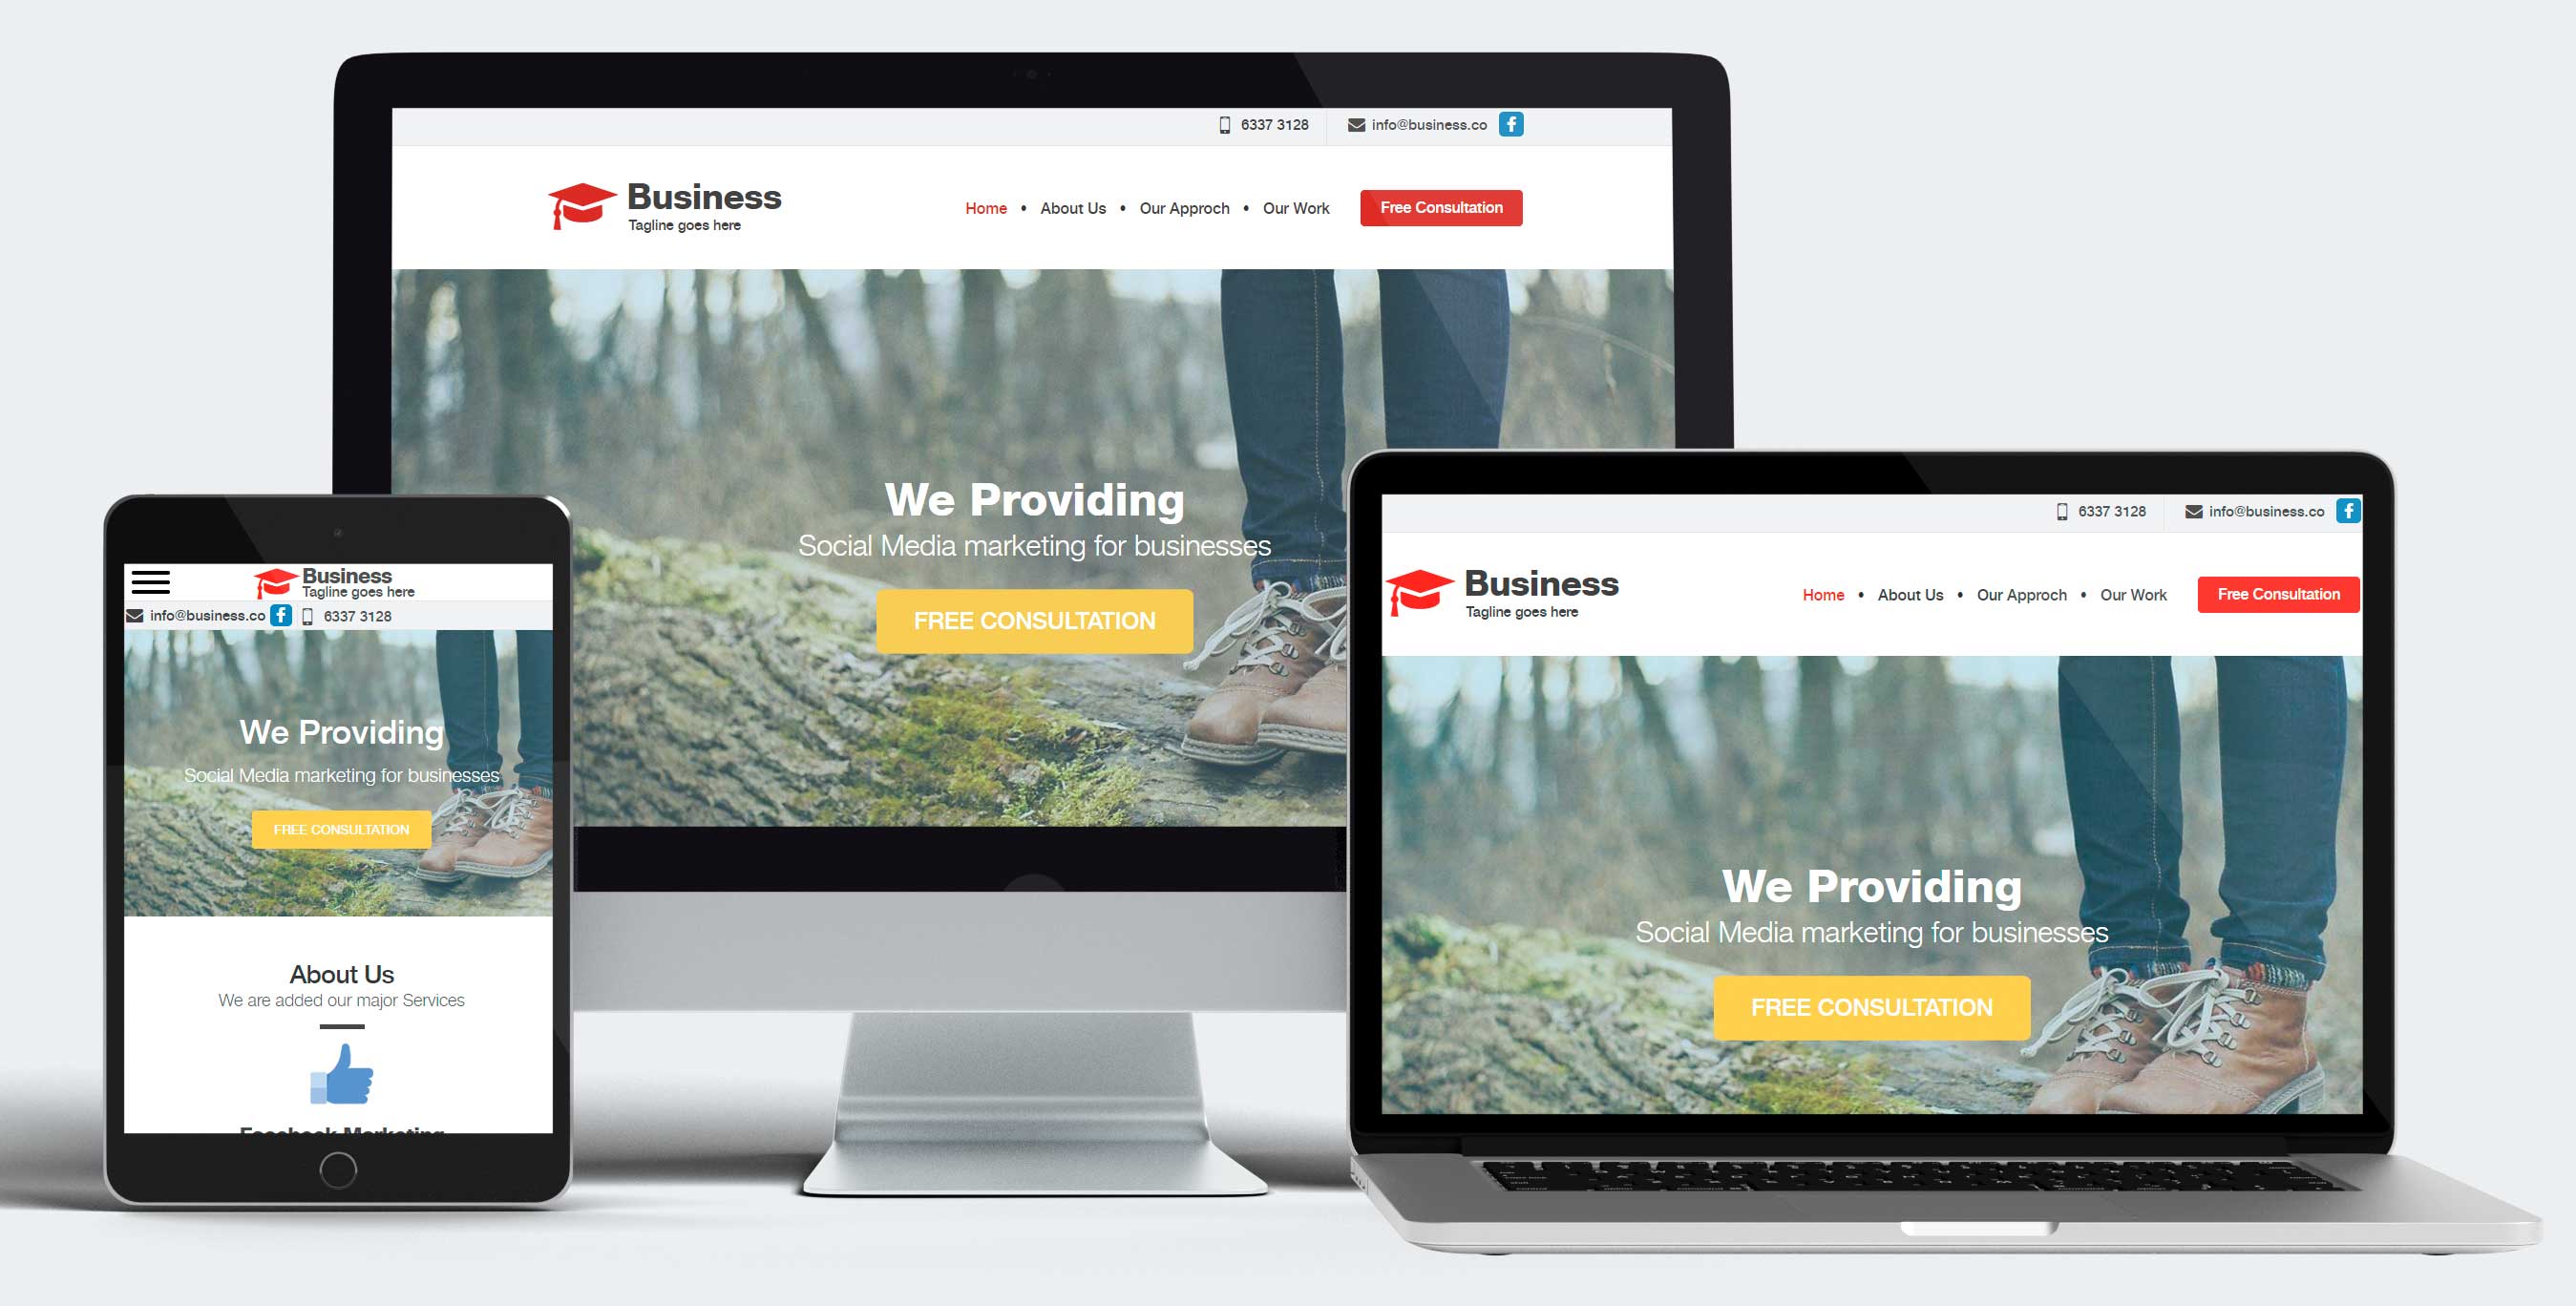 6337 3128 info@business.co
Business
Tagline goes here
Home • About Us • Our Approch • Our Work Free Consultation
We Providing
Social Media marketing for businesses
FREE CONSULTATION
Business
Tagline goes here
info@business.co 6337 3128
We Providing
Social Media marketing for businesses
FREE CONSULTATION
About Us
We are added our major Services
Facebook Marketing
6337 3128 info@business.co
Business
Tagline goes here
Home • About Us • Our Approch • Our Work Free Consultation
We Providing
Social Media marketing for businesses
FREE CONSULTATION